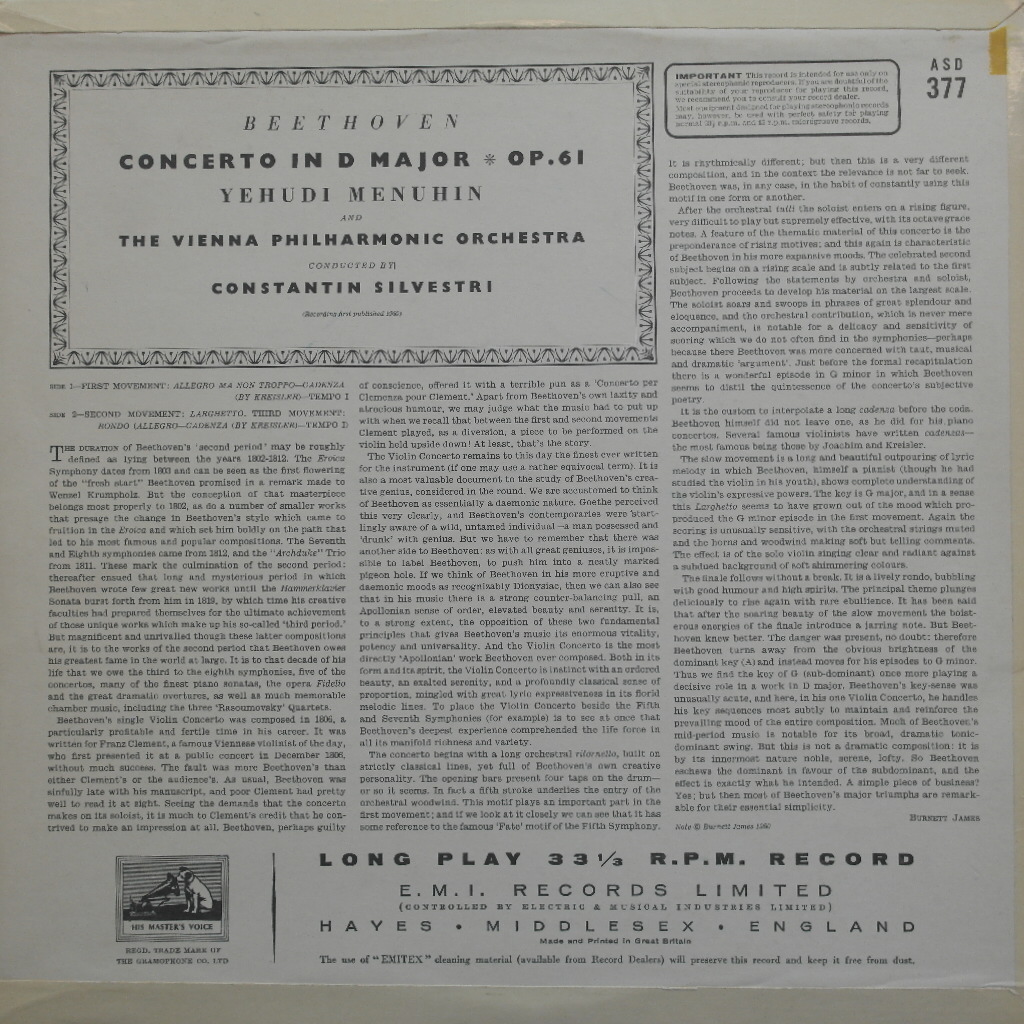 BEETHOVEN
CONCERTO IN D MAJOR * OP.61
YEHUDI MENUHIN
AND
THE VIENNA PHILHARMONIC ORCHESTRA
CONDUCTED BY
CONSTANTIN SILVESTRI
(Recording first published 1960)
IMPORTANT This record is intended for use only on
special stereophonic reproducers. If you are doubtful of the
suitability of your reproducer for playing this record,
we recommend you to consult your record dealer.
Most equipment designed for playing stereophonic records
may, however, be used with perfect safety for playing
normal 33⅓ r.p.m. and 45 r.p.m. microgroove records.
ASD
377
SIDE 1—FIRST MOVEMENT: ALLEGRO MA NON TROPPO—CADENZA
(BY KREISLER)—TEMPO I
SIDE 2—SECOND MOVEMENT: LARGHETTO. THIRD MOVEMENT:
RONDO (ALLEGRO—CADENZA (BY KREISLER)—TEMPO I)
THE DURATION of Beethoven's 'second period' may be roughly
defined as lying between the years 1802-1812. The Eroica
Symphony dates from 1803 and can be seen as the first flowering
of the "fresh start" Beethoven promised in a remark made to
Wensel Krumpholz. But the conception of that masterpiece
belongs most properly to 1802, as do a number of smaller works
that presage the change in Beethoven's style which came to
fruition in the Eroica and which set him boldly on the path that
led to his most famous and popular compositions. The Seventh
and Eighth symphonies came from 1812, and the "Archduke" Trio
from 1811. These mark the culmination of the second period:
thereafter ensued that long and mysterious period in which
Beethoven wrote few great new works until the Hammerklavier
Sonata burst forth from him in 1819, by which time his creative
faculties had prepared themselves for the ultimate achievement
of those unique works which make up his so-called 'third period.'
But magnificent and unrivalled though these latter compositions
are, it is to the works of the second period that Beethoven owes
his greatest fame in the world at large. It is to that decade of his
life that we owe the third to the eighth symphonies, five of the
concertos, many of the finest piano sonatas, the opera Fidelio
and the great dramatic overtures, as well as much memorable
chamber music, including the three 'Rasoumovsky' Quartets.
Beethoven's single Violin Concerto was composed in 1806, a
particularly profitable and fertile time in his career. It was
written for Franz Clement, a famous Viennese violinist of the day,
who first presented it at a public concert in December 1806,
without much success. The fault was more Beethoven's than
either Clement's or the audience's. As usual, Beethoven was
sinfully late with his manuscript, and poor Clement had pretty
well to read it at sight. Seeing the demands that the concerto
makes on its soloist, it is much to Clement's credit that he con-
trived to make an impression at all. Beethoven, perhaps guilty
of conscience, offered it with a terrible pun as a 'Concerto per
Clemenza pour Clement.' Apart from Beethoven's own laxity and
atrocious humour, we may judge what the music had to put up
with when we recall that between the first and second movements
Clement played, as a diversion, a piece to be performed on the
violin held upside down! At least, that's the story.
The Violin Concerto remains to this day the finest ever written
for the instrument (if one may use a rather equivocal term). It is
also a most valuable document to the study of Beethoven's crea-
tive genius, considered in the round. We are accustomed to think
of Beethoven as essentially a daemonic nature. Goethe perceived
this very clearly, and Beethoven's contemporaries were 'start-
lingly aware of a wild, untamed individual—a man possessed and
'drunk' with genius. But we have to remember that there was
another side to Beethoven: as with all great geniuses, it is impos-
sible to label Beethoven, to push him into a neatly marked
pigeon hole. If we think of Beethoven in his more eruptive and
daemonic moods as recognisably Dionysiac, then we can also see
that in his music there is a strong counter-balancing pull, an
Apollonian sense of order, elevated beauty and serenity. It is,
to a strong extent, the opposition of these two fundamental
principles that gives Beethoven's music its enormous vitality,
potency and universality. And the Violin Concerto is the most
directly 'Apollonian' work Beethoven ever composed. Both in its
form and its spirit, the Violin Concerto is instinct with an ordered
beauty, an exalted serenity, and a profoundly classical sense of
proportion, mingled with great lyric expressiveness in its florid
melodic lines. To place the Violin Concerto beside the Fifth
and Seventh Symphonies (for example) is to see at once that
Beethoven's deepest experience comprehended the life force in
all its manifold richness and variety.
The concerto begins with a long orchestral ritornello, built on
strictly classical lines, yet full of Beethoven's own creative
personality. The opening bars present four taps on the drum—
or so it seems. In fact a fifth stroke underlies the entry of the
orchestral woodwind. This motif plays an important part in the
first movement; and if we look at it closely we can see that it has
some reference to the famous 'Fate' motif of the Fifth Symphony.
It is rhythmically different; but then this is a very different
composition, and in the context the relevance is not far to seek.
Beethoven was, in any case, in the habit of constantly using this
motif in one form or another.
After the orchestral tutti the soloist enters on a rising figure,
very difficult to play but supremely effective, with its octave grace
notes. A feature of the thematic material of this concerto is the
preponderance of rising motives; and this again is characteristic
of Beethoven in his more expansive moods. The celebrated second
subject begins on a rising scale and is subtly related to the first
subject. Following the statements by orchestra and soloist,
Beethoven proceeds to develop his material on the largest scale.
The soloist soars and swoops in phrases of great splendour and
eloquence, and the orchestral contribution, which is never mere
accompaniment, is notable for a delicacy and sensitivity of
scoring which we do not often find in the symphonies—perhaps
because there Beethoven was more concerned with taut, musical
and dramatic 'argument'. Just before the formal recapitulation
there is a wonderful episode in G minor in which Beethoven
seems to distil the quintessence of the concerto's subjective
poetry.
It is the custom to interpolate a long cadenza before the coda.
Beethoven himself did not leave one, as he did for his piano
concertos. Several famous violinists have written cadenzas—
the most famous being those by Joachim and Kreisler.
The slow movement is a long and beautiful outpouring of lyric
melody in which Beethoven, himself a pianist (though he had
studied the violin in his youth), shows complete understanding of
the violin's expressive powers. The key is G major, and in a sense
this Larghetto seems to have grown out of the mood which pro-
produced the G minor episode in the first movement. Again the
scoring is unusually sensitive, with the orchestral strings muted
and the horns and woodwind making soft but telling comments.
The effect is of the solo violin singing clear and radiant against
a subdued background of soft shimmering colours.
The finale follows without a break. It is a lively rondo, bubbling
with good humour and high spirits. The principal theme plunges
deliciously to rise again with rare ebullience. It has been said
that after the soaring beauty of the slow movement the boist-
erous energies of the finale introduce a jarring note. But Beet-
hoven knew better. The danger was present, no doubt: therefore
Beethoven turns away from the obvious brightness of the
dominant key (A) and instead moves for his episodes to G minor.
Thus we find the key of G (sub-dominant) once more playing a
decisive role in a work in D major. Beethoven's key-sense was
unusually acute, and here, in his one Violin Concerto, he handles
his key sequences most subtly to maintain and reinforce the
prevailing mood of the entire composition. Much of Beethoven's
mid-period music is notable for its broad, dramatic tonic-
dominant swing. But this is not a dramatic composition: it is
by its innermost nature noble, serene, lofty. So Beethoven
eschews the dominant in favour of the subdominant, and the
effect is exactly what he intended. A simple piece of business?
Yes; but then most of Beethoven's major triumphs are remark-
able for their essential simplicity.
BURNETT JAMES
Note © Burnett James 1960
HIS MASTER'S VOICE
REGD. TRADE MARK OF
THE GRAMOPHONE CO. LTD
LONG PLAY 33⅓ R.P.M. RECORD
E.M.I. RECORDS LIMITED
(CONTROLLED BY ELECTRIC & MUSICAL INDUSTRIES LIMITED)
HAYES • MIDDLESEX • ENGLAND
Made and Printed in Great Britain
The use of "EMITEX" cleaning material (available from Record Dealers) will preserve this record and keep it free from dust.